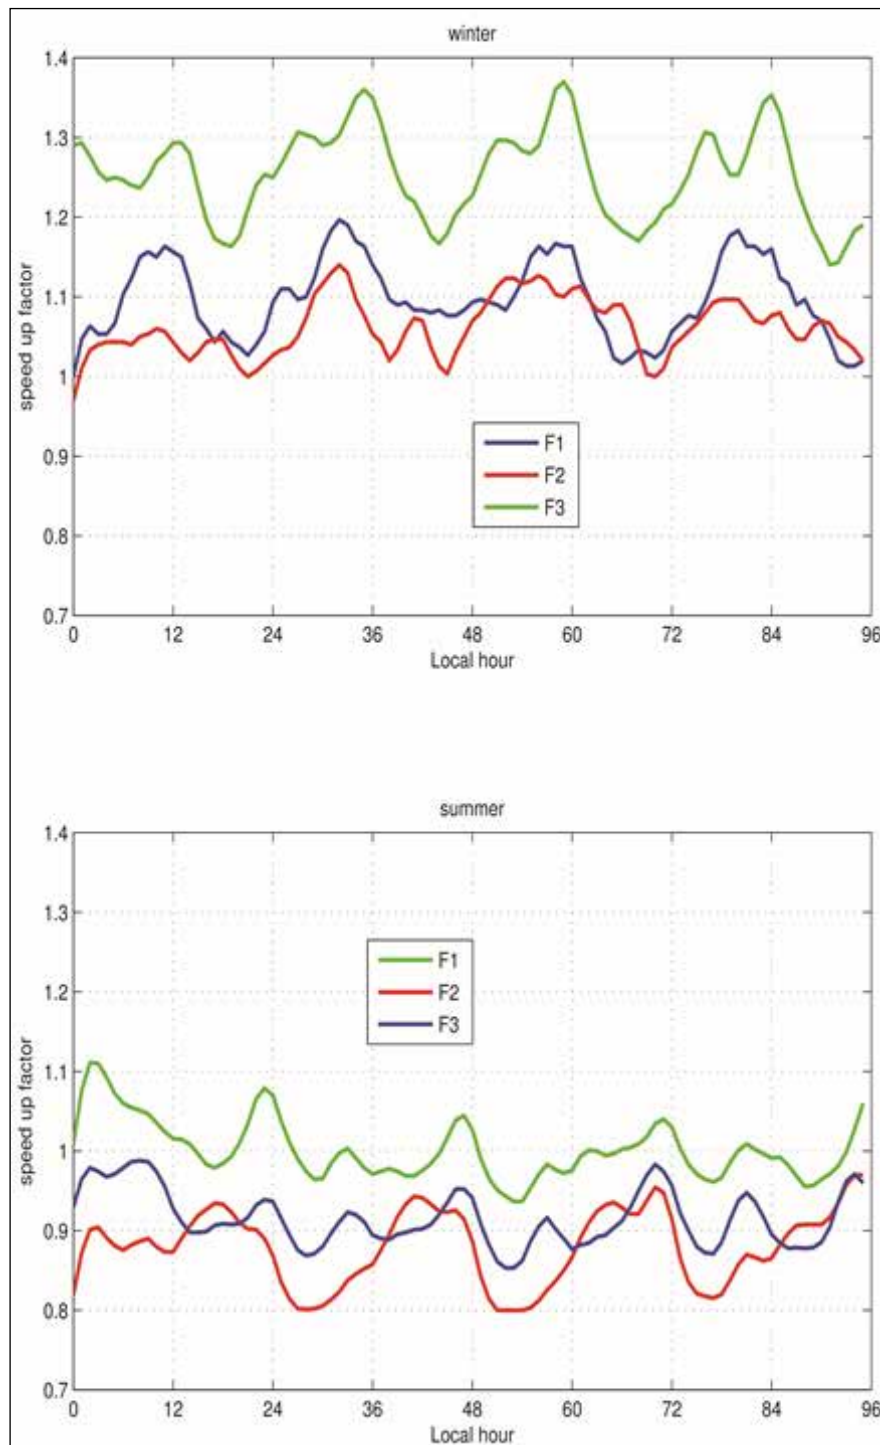 winter
1.4
1.3
1.2
1.1
1
0.9
0.8
0.7
speed up factor
F1
F2
F3
0 12 24 36 48 60 72 84 96
Local hour
summer
1.4
1.3
1.2
1.1
1
0.9
0.8
0.7
speed up factor
F1
F2
F3
0 12 24 36 48 60 72 84 96
Local hour